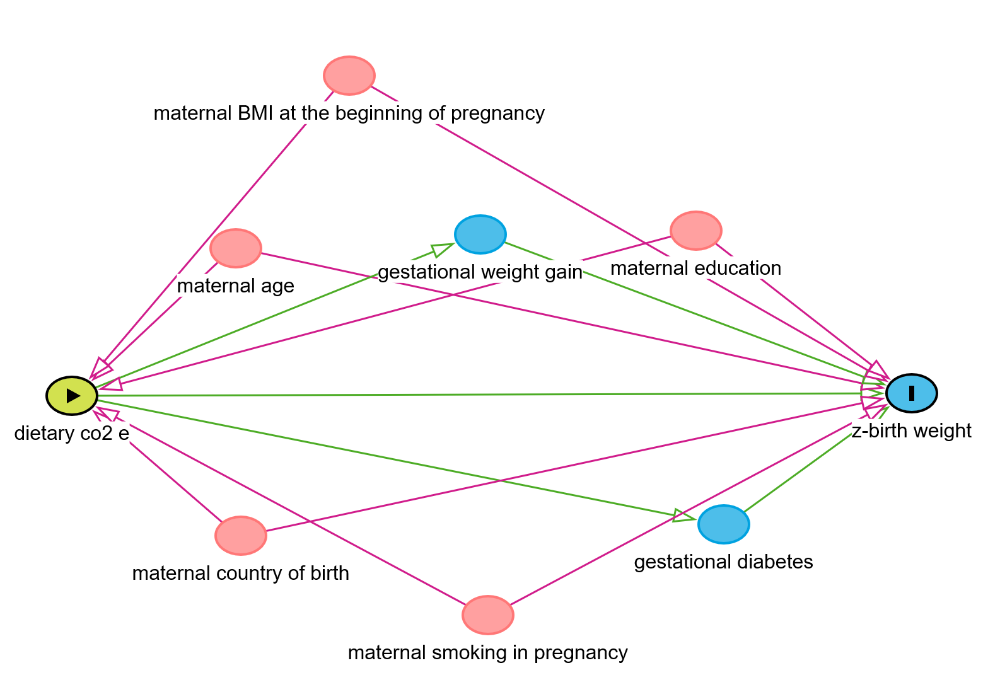 maternal BMI at the beginning of pregnancy
maternal age
gestational weight gain
maternal education
dietary co2 e
z-birth weight
maternal country of birth
gestational diabetes
maternal smoking in pregnancy